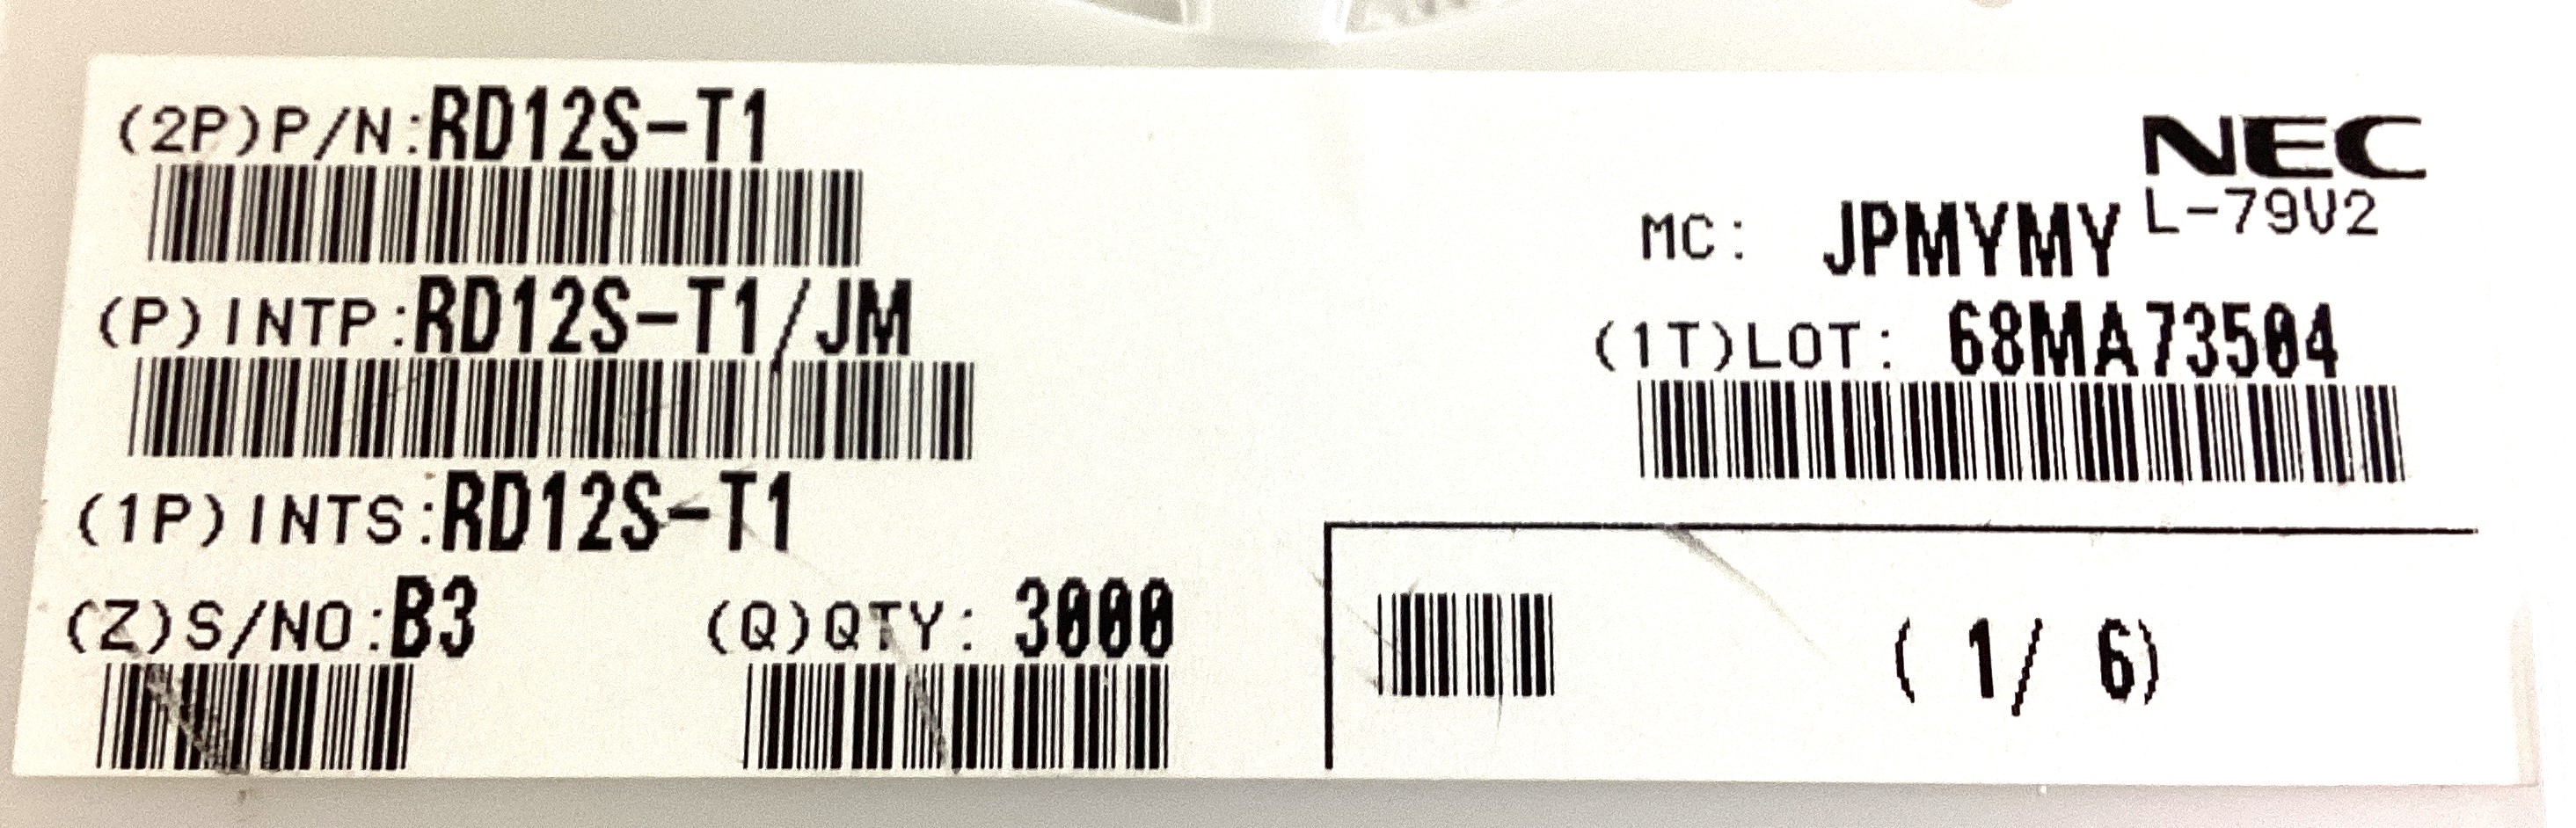 (2P)P/N:RD12S-T1
(P)INTP:RD12S-T1/JM
(1P)INTS:RD12S-T1
(Z)S/NO:B3 (Q)QTY: 3000
NEC
L-79V2
MC: JPMYMY
(1T)LOT: 68MA73504
( 1/ 6)